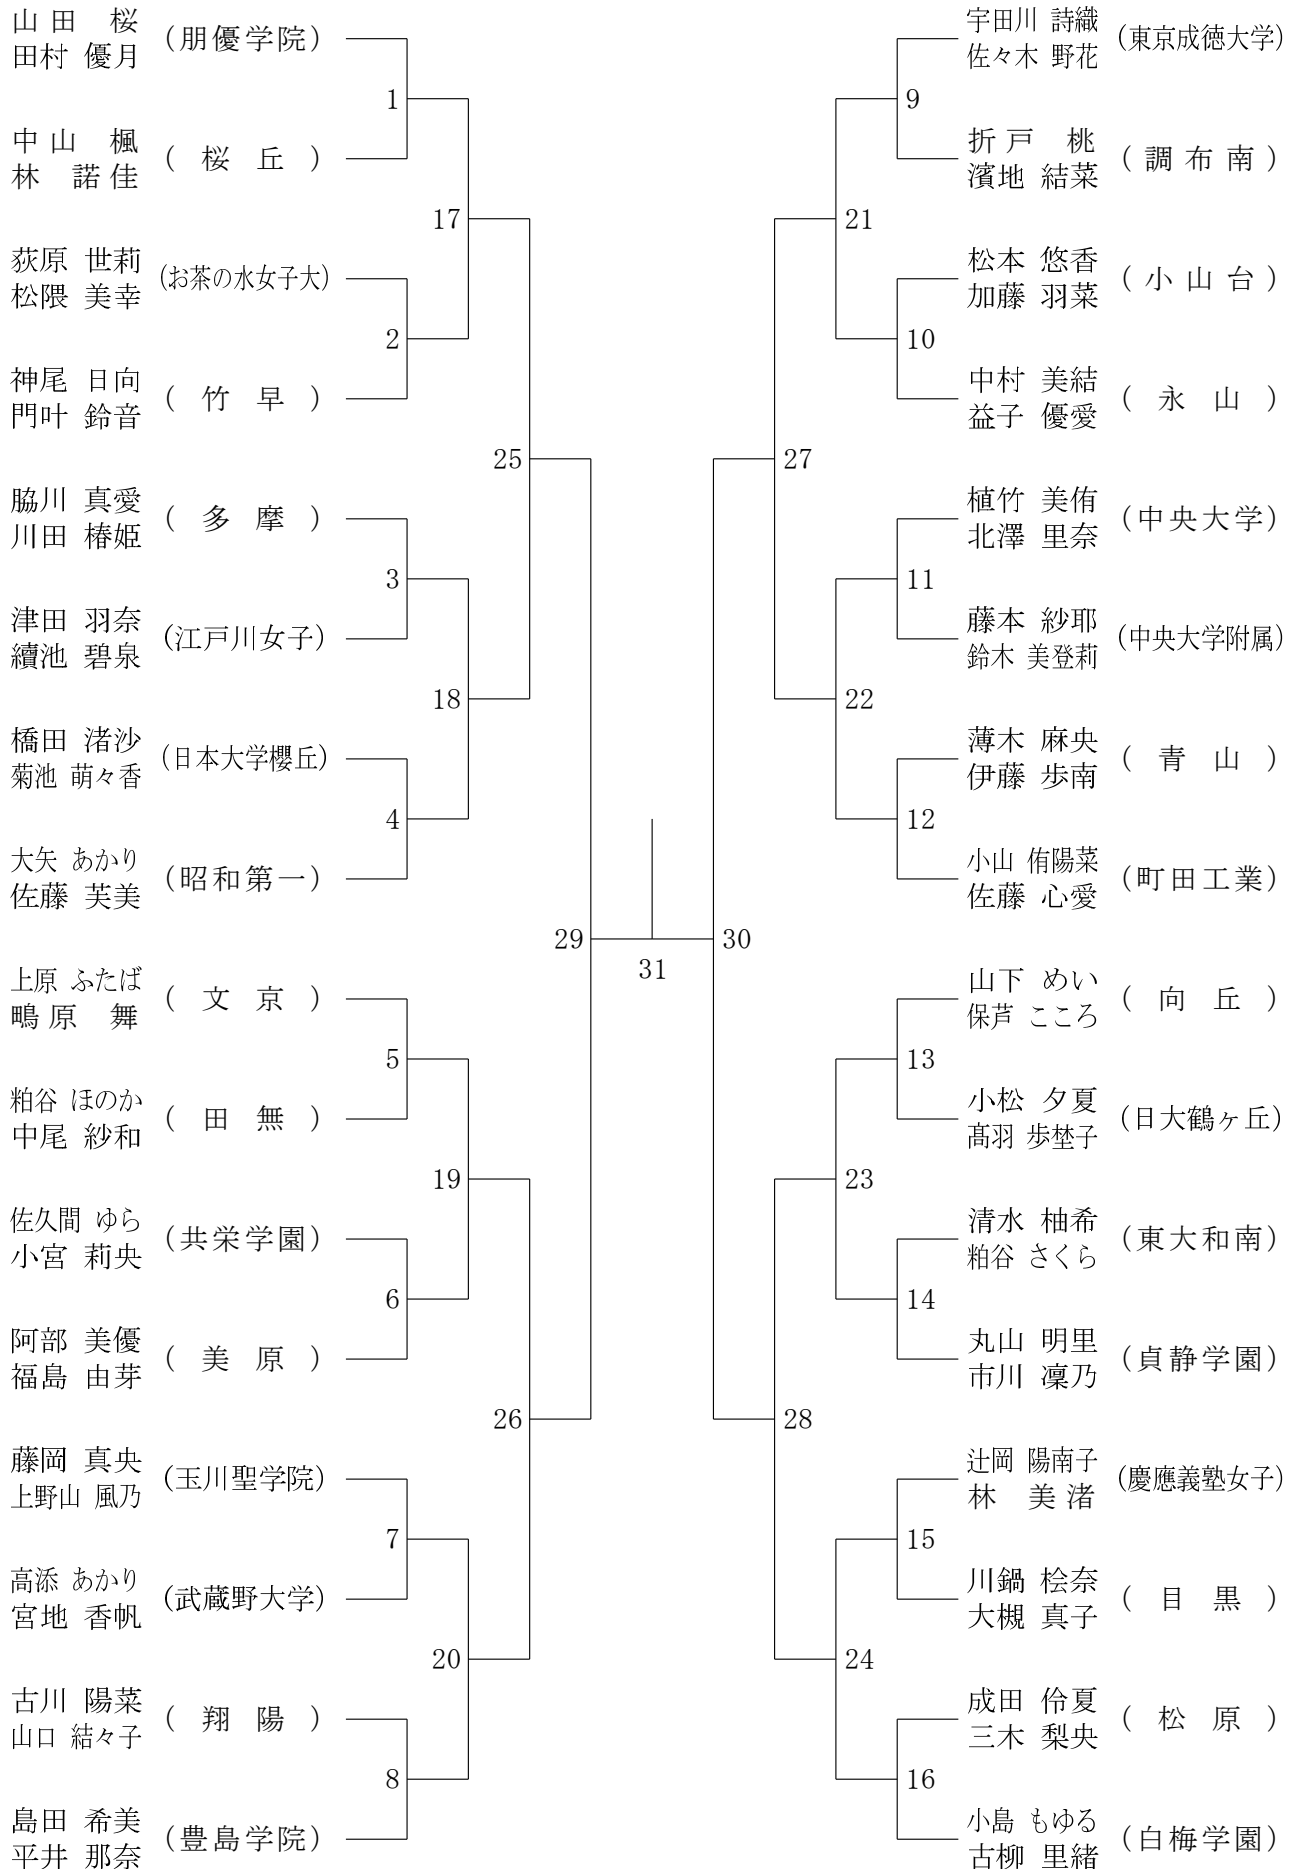 山田 桜
田村 優月
(朋優学院)
1
中山 楓
林 諾佳
(桜丘)
17
荻原 世莉
松隈 美幸
(お茶の水女子大)
2
神尾 日向
門叶 鈴音
(竹早)
25
脇川 真愛
川田 椿姫
(多摩)
3
津田 羽奈
續池 碧泉
(江戸川女子)
18
橋田 渚沙
菊池 萌々香
(日本大学櫻丘)
4
大矢 あかり
佐藤 芙美
(昭和第一)
29
上原 ふたば
鴫原 舞
(文京)
5
粕谷 ほのか
中尾 紗和
(田無)
19
佐久間 ゆら
小宮 莉央
(共栄学園)
6
阿部 美優
福島 由芽
(美原)
26
藤岡 真央
上野山 風乃
(玉川聖学院)
7
高添 あかり
宮地 香帆
(武蔵野大学)
20
古川 陽菜
山口 結々子
(翔陽)
8
島田 希美
平井 那奈
(豊島学院)
31
宇田川 詩織
佐々木 野花
(東京成徳大学)
9
折戸 桃
濱地 結菜
(調布南)
21
松本 悠香
加藤 羽菜
(小山台)
10
中村 美結
益子 優愛
(永山)
27
植竹 美侑
北澤 里奈
(中央大学)
11
藤本 紗耶
鈴木 美登莉
(中央大学附属)
22
薄木 麻央
伊藤 歩南
(青山)
12
小山 侑陽菜
佐藤 心愛
(町田工業)
30
山下 めい
保芦 こころ
(向丘)
13
小松 夕夏
髙羽 歩埜子
(日大鶴ヶ丘)
23
清水 柚希
粕谷 さくら
(東大和南)
14
丸山 明里
市川 凜乃
(貞静学園)
28
辻岡 陽南子
林 美渚
(慶應義塾女子)
15
川鍋 桧奈
大槻 真子
(目黒)
24
成田 伶夏
三木 梨央
(松原)
16
小島 もゆる
古柳 里緒
(白梅学園)